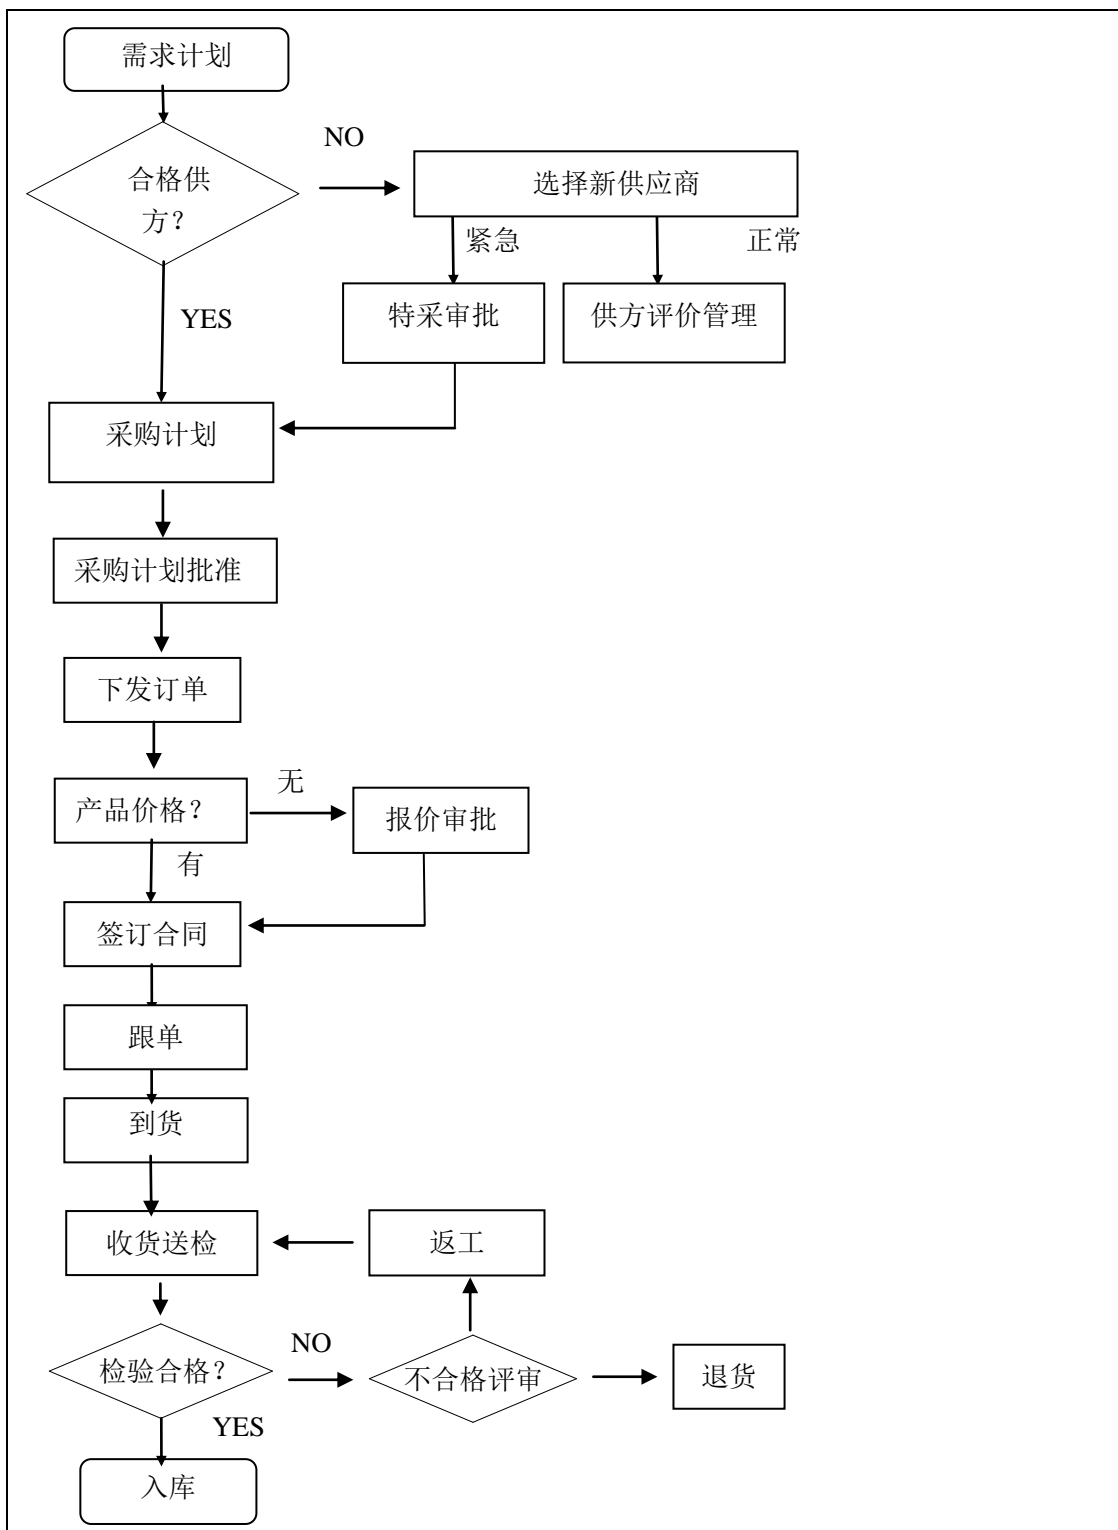 需求计划
NO
合格供
方？
选择新供应商
紧急
正常
YES
特采审批
供方评价管理
采购计划
采购计划批准
下发订单
无
产品价格？
报价审批
有
签订合同
跟单
到货
收货送检
返工
NO
检验合格？
不合格评审
退货
YES
入库